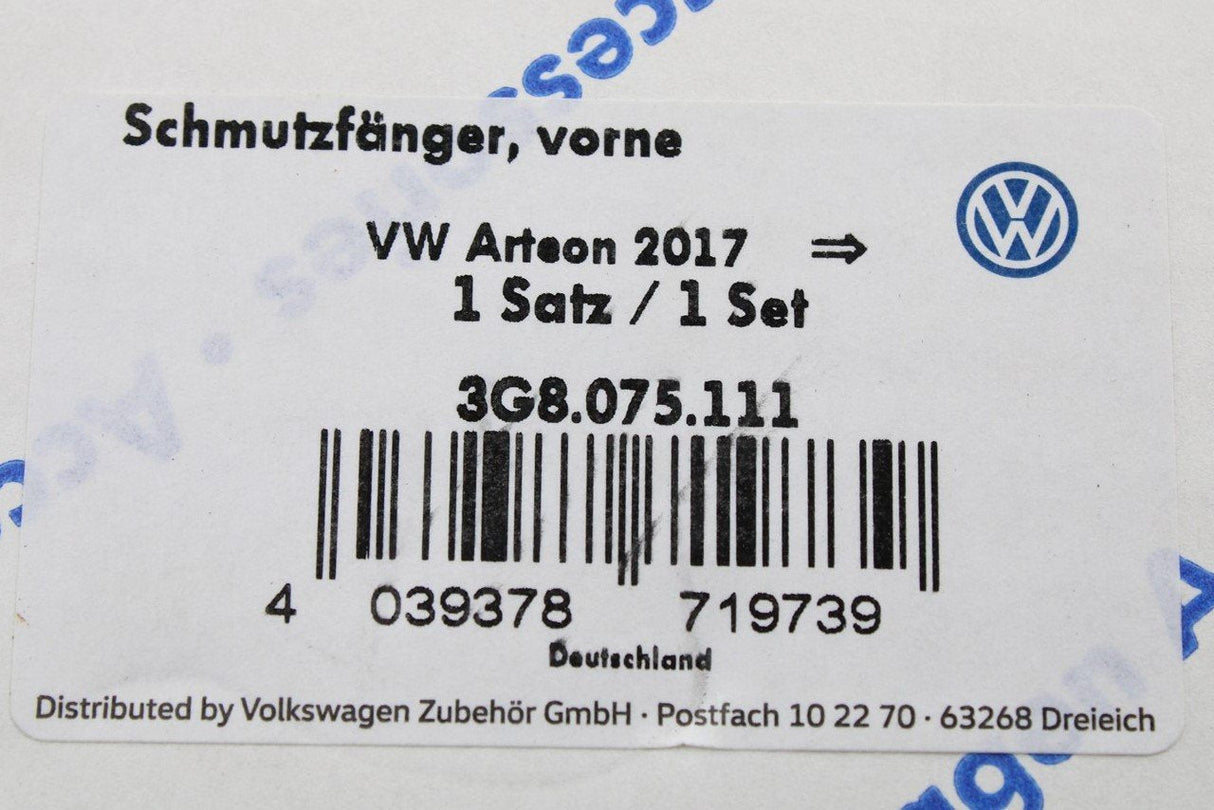 Schmutzfänger, vorne
VW Arteon 2017 ⇒
1 Satz / 1 Set
3G8.075.111
4 039378 719739
Deutschland
Distributed by Volkswagen Zubehör GmbH · Postfach 10 22 70 · 63268 Dreieich